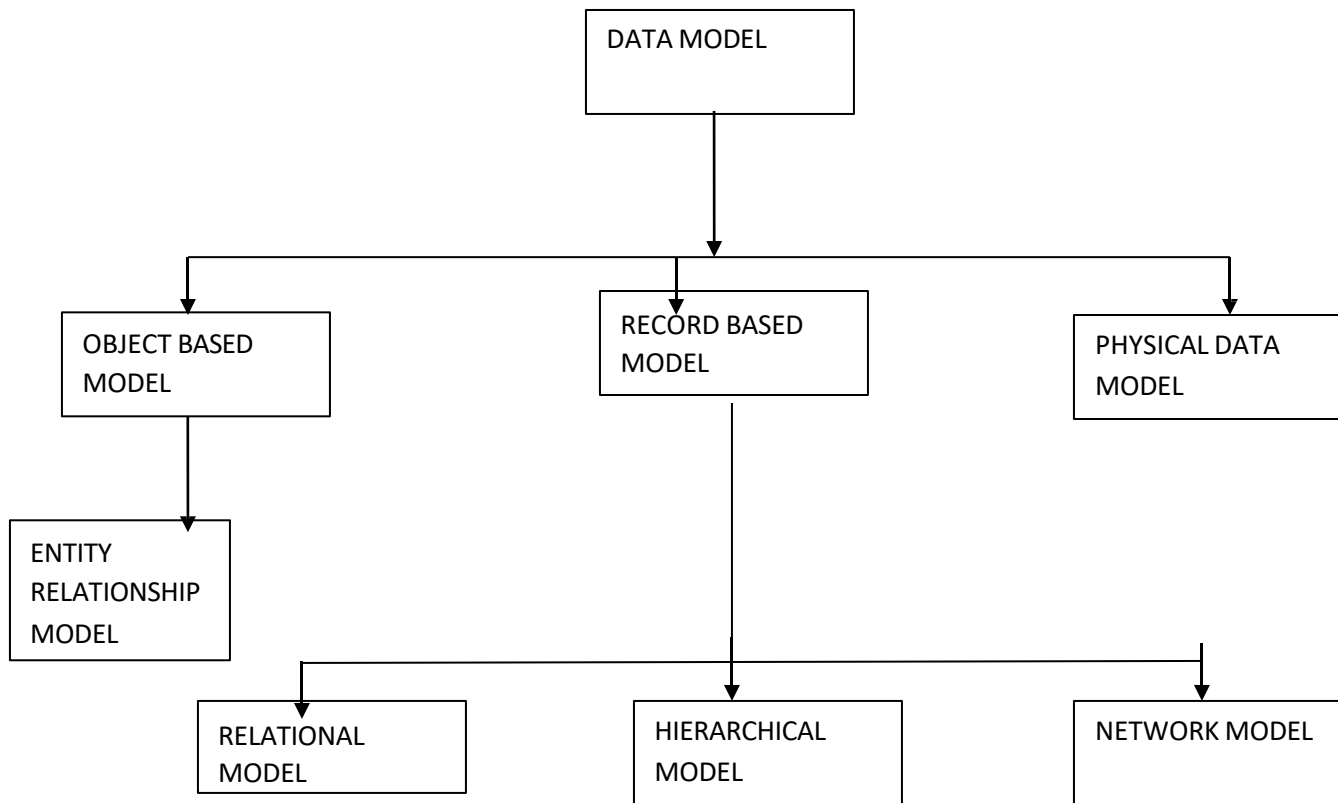 DATA MODEL
OBJECT BASED
MODEL
RECORD BASED
MODEL
PHYSICAL DATA
MODEL
ENTITY
RELATIONSHIP
MODEL
RELATIONAL
MODEL
HIERARCHICAL
MODEL
NETWORK MODEL